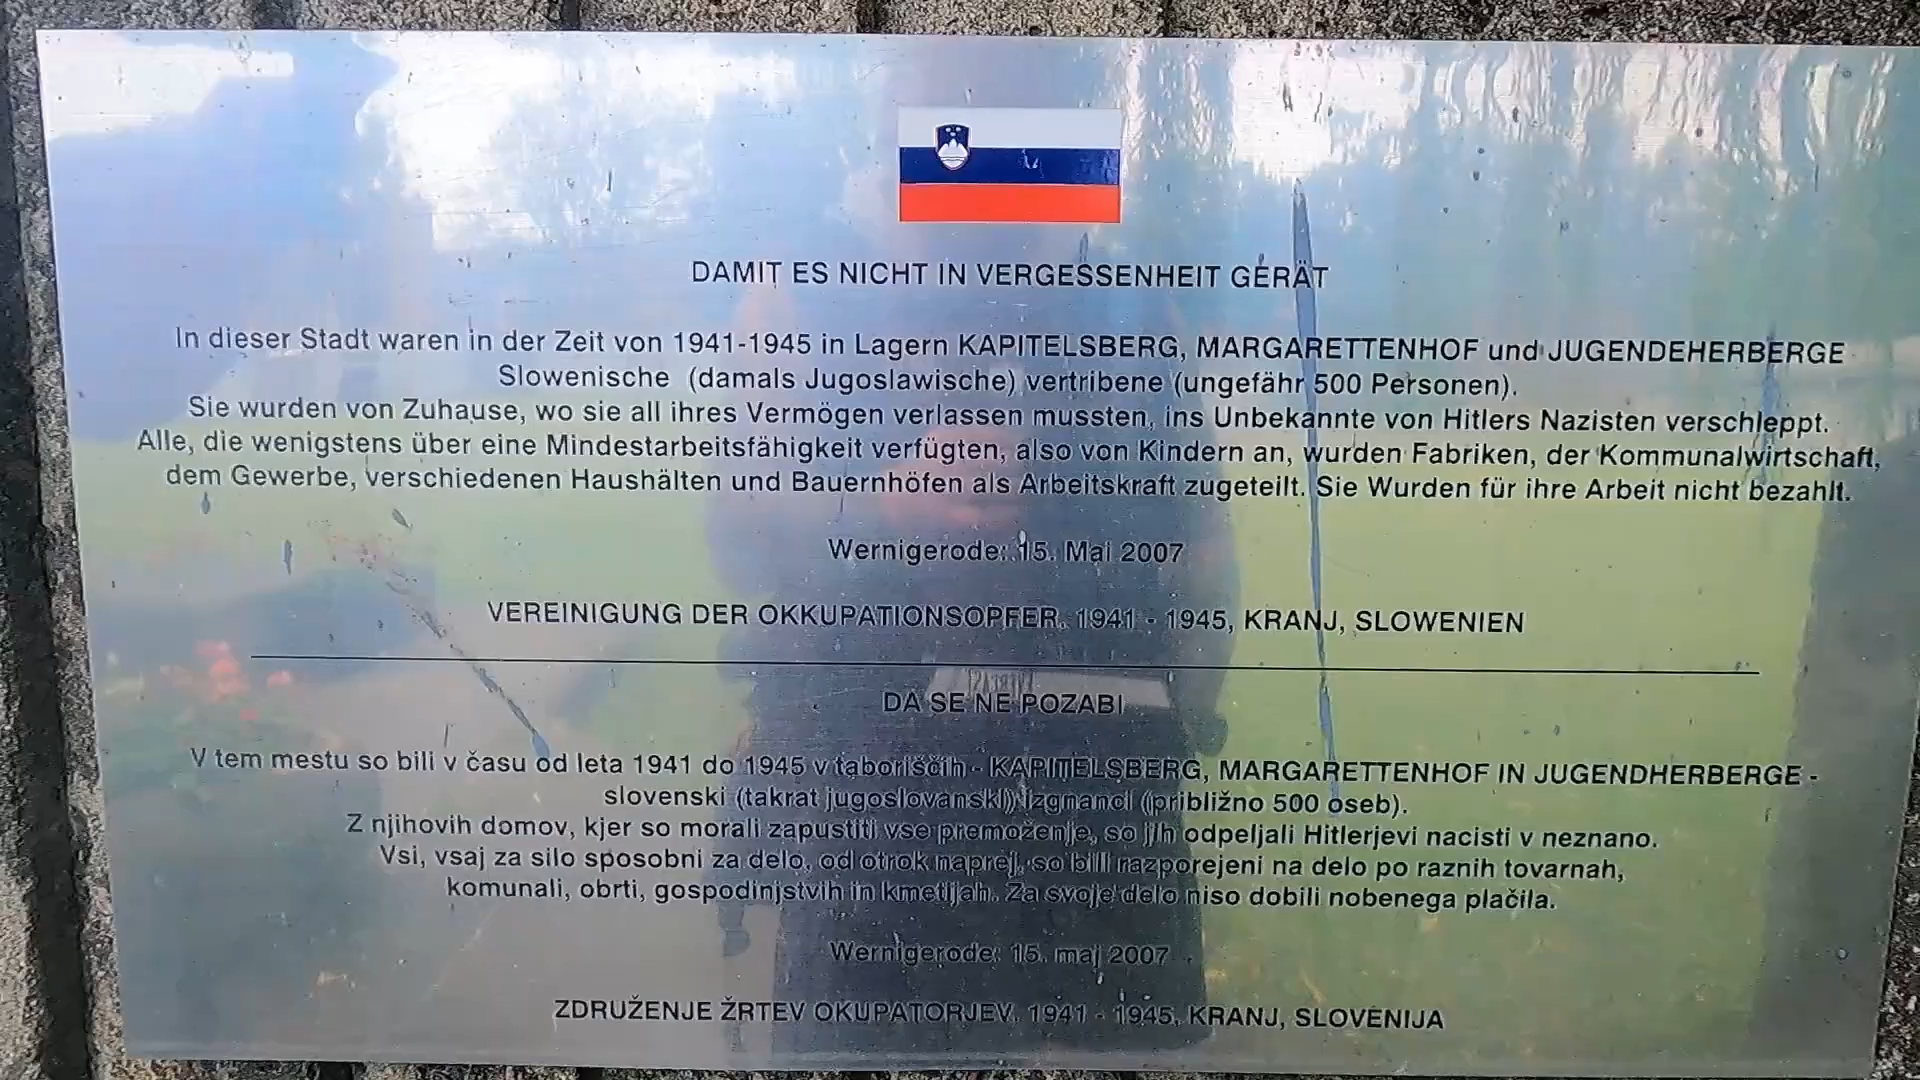 DAMIT ES NICHT IN VERGESSENHEIT GERÄT
In dieser Stadt waren in der Zeit von 1941-1945 in Lagern KAPITELSBERG, MARGARETTENHOF und JUGENDEHERBERGE
Slowenische (damals Jugoslawische) vertribene (ungefähr 500 Personen).
Sie wurden von Zuhause, wo sie all ihres Vermögen verlassen mussten, ins Unbekannte von Hitlers Nazisten verschleppt.
Alle, die wenigstens über eine Mindestarbeitsfähigkeit verfügten, also von Kindern an, wurden Fabriken, der Kommunalwirtschaft,
dem Gewerbe, verschiedenen Haushälten und Bauernhöfen als Arbeitskraft zugeteilt. Sie Wurden für ihre Arbeit nicht bezahlt.
Wernigerode: 15. Mai 2007
VEREINIGUNG DER OKKUPATIONSOPFER, 1941 - 1945, KRANJ, SLOWENIEN
DA SE NE POZABI
V tem mestu so bili v času od leta 1941 do 1945 v taboriščih - KAPITELSBERG, MARGARETTENHOF IN JUGENDHERBERGE -
slovenski (takrat jugoslovanski) izgnanci (približno 500 oseb).
Z njihovih domov, kjer so morali zapustiti vse premoženje, so jih odpeljali Hitlerjevi nacisti v neznano.
Vsi, vsaj za silo sposobni za delo, od otrok naprej, so bili razporejeni na delo po raznih tovarnah,
komunali, obrti, gospodinjstvih in kmetijah. Za svoje delo niso dobili nobenega plačila.
Wernigerode: 15. maj 2007
ZDRUŽENJE ŽRTEV OKUPATORJEV, 1941 - 1945, KRANJ, SLOVENIJA